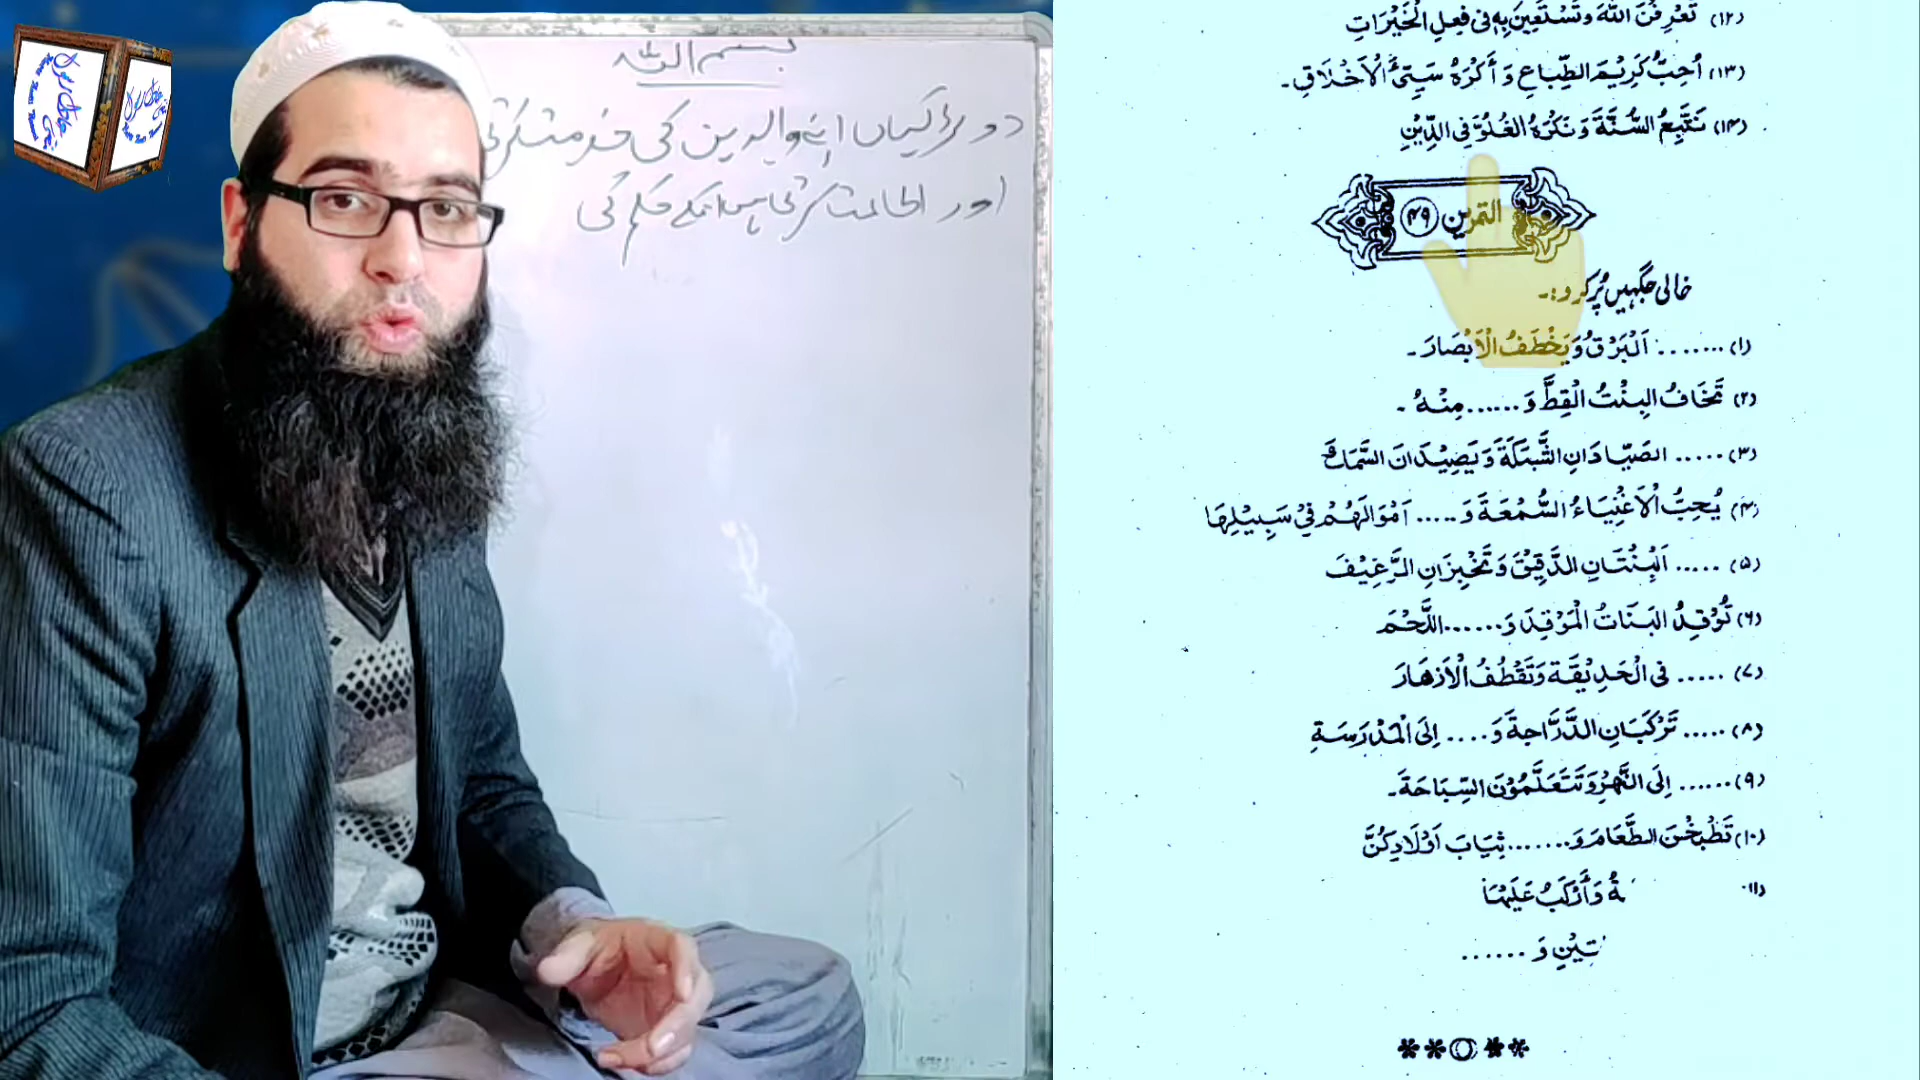 بسم اللہ
دو لڑکیاں اپنے والدین کی خدمت کرتی
اور اطاعت کرتی ہیں انکے حکم کی
(۱۲) تَعْرِفْنَ اللهَ وَتَسْتَعِيْنَ بِهٖ فِي فِعْلِ الْخَيْرَاتِ
(۱۳) اُحِبُّ كَرِيْمَ الطِّبَاعِ وَ أَكْرَهُ سَيِّئَ الْاَخْلَاقِ۔
(۱۴) نَتَّبِعُ السُّنَّةَ وَ نَكْرَهُ الْغُلُوَّ فِي الدِّيْنِ
التمرین ۴۹
خالی جگہیں پُر کرو:۔
(۱) ....... اَلْبَرْقُ وَ يَخْطَفُ الْاَبْصَارَ۔
(۲) تَخَافُ الْبِنْتُ الْقِطَّ وَ ...... مِنْهُ۔
(۳) ..... الصَّيَّادَانِ الشَّبَكَةَ وَ يَصِيْدَانَ السَّمَكَ
(۴) يُحِبُّ الْاَغْنِيَاءُ السُّمْعَةَ وَ ..... اَمْوَالَهُمْ فِيْ سَبِيْلِهَا
(۵) ..... اَلْبِنْتَانِ الدَّقِيْقَ وَ تَخْبِزَانِ الرَّغِيْفَ
(۶) تُوْقِدُ الْبَنَاتُ الْمَوْقِدَ وَ ...... اللَّحْمَ
(۷) ..... فِي الْحَدِيْقَةِ وَ تَقْطُفُ الْاَزْهَارَ
(۸) ..... تَرْكَبَانِ الدَّرَّاجَةَ وَ .... اِلَى الْمَدْرَسَةِ
(۹) ...... اِلَى النَّهْرِ وَ تَتَعَلَّمُوْنَ السِّبَاحَةَ۔
(۱۰) تَطْبَخْنَ الطَّعَامَ وَ ....... ثِيَابَ اَوْلَادِكُنَّ
(۱۱) وَ أَرْكَبُ عَلَيْهَا
وَ ......